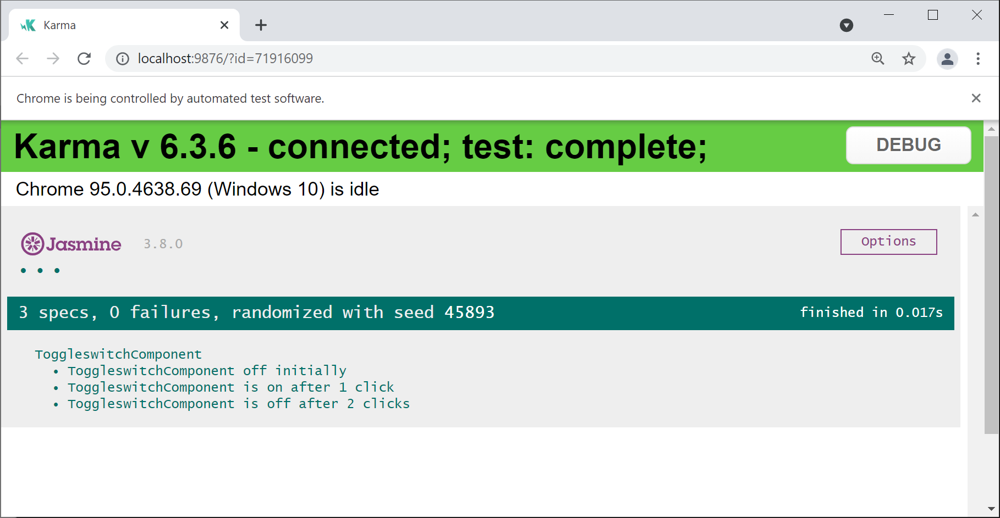 Karma
localhost:9876/?id=71916099
Chrome is being controlled by automated test software.
Karma v 6.3.6 - connected; test: complete;
DEBUG
Chrome 95.0.4638.69 (Windows 10) is idle
Jasmine 3.8.0
Options
• • •
3 specs, 0 failures, randomized with seed 45893
finished in 0.017s
ToggleswitchComponent
• ToggleswitchComponent off initially
• ToggleswitchComponent is on after 1 click
• ToggleswitchComponent is off after 2 clicks